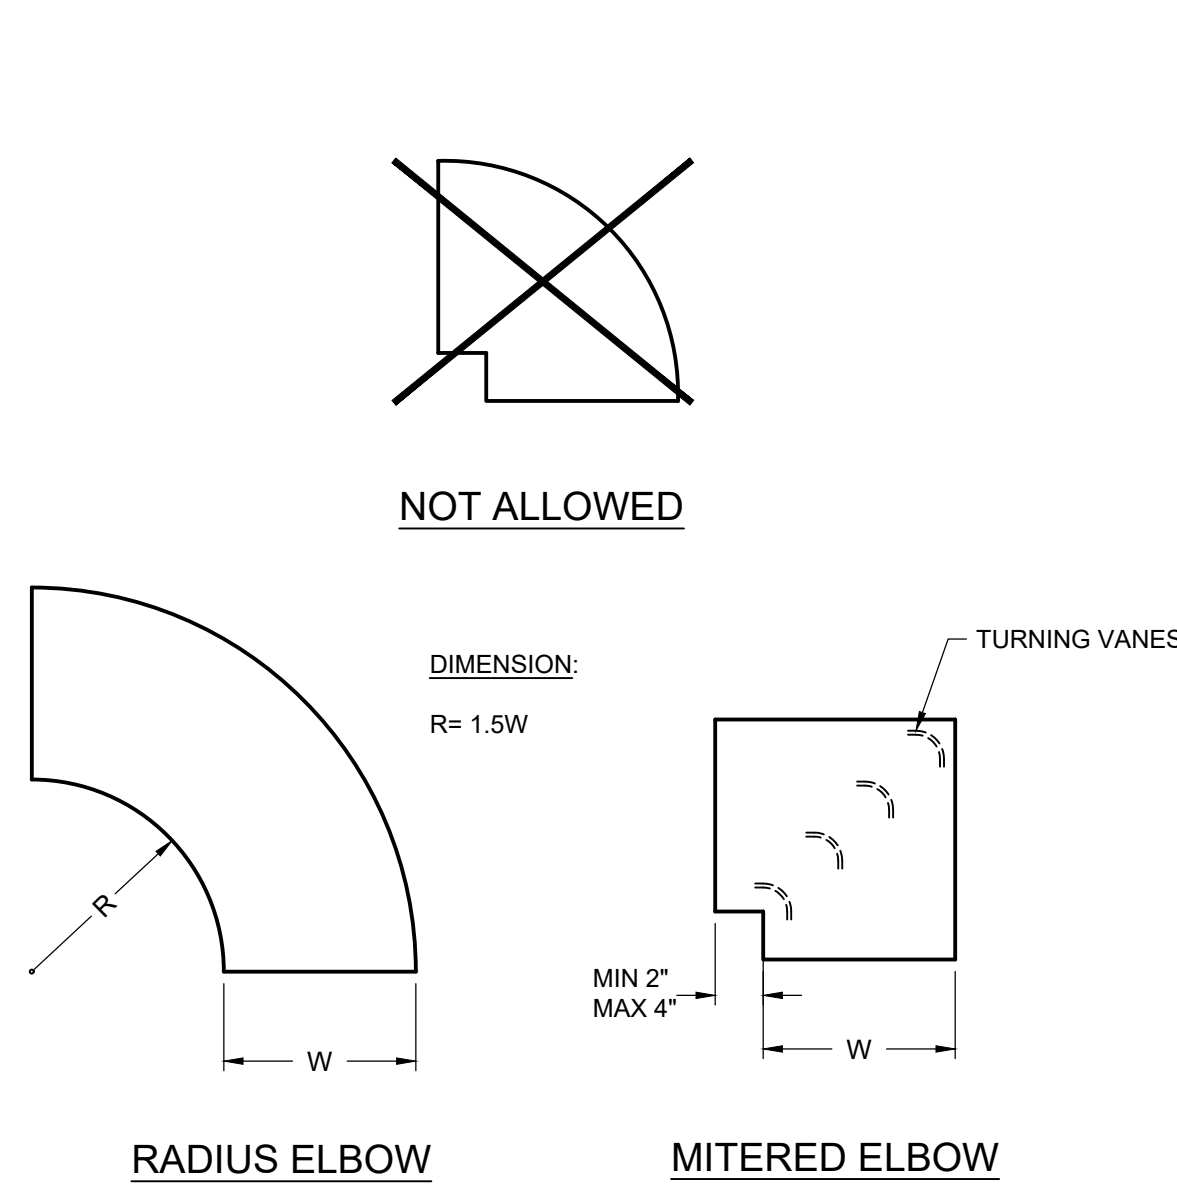 NOT ALLOWED
DIMENSION:
R= 1.5W
TURNING VANES
R
MIN 2"
MAX 4"
W
W
RADIUS ELBOW
MITERED ELBOW